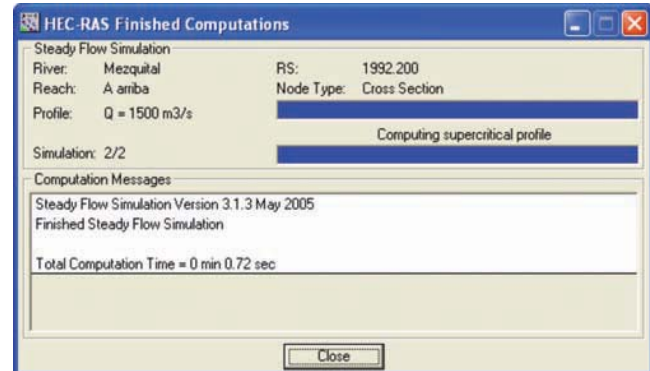 HEC-RAS Finished Computations
Steady Flow Simulation
River: Mezquital RS: 1992.200
Reach: A arriba Node Type: Cross Section
Profile: Q = 1500 m3/s
Computing supercritical profile
Simulation: 2/2
Computation Messages
Steady Flow Simulation Version 3.1.3 May 2005
Finished Steady Flow Simulation
Total Computation Time = 0 min 0.72 sec
Close